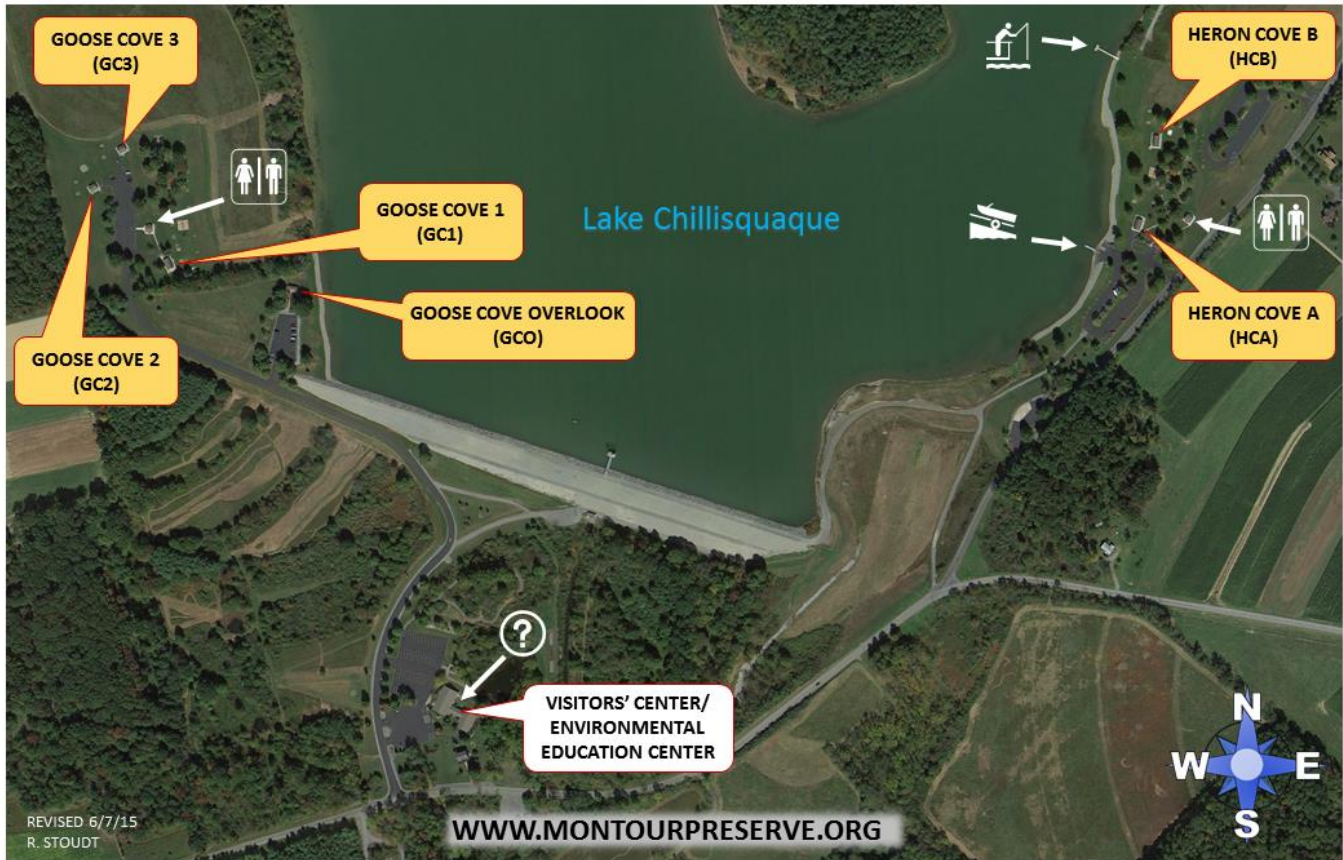 GOOSE COVE 3
(GC3)
HERON COVE B
(HCB)
GOOSE COVE 1
(GC1)
Lake Chillisquaque
GOOSE COVE OVERLOOK
(GCO)
HERON COVE A
(HCA)
GOOSE COVE 2
(GC2)
?
VISITORS' CENTER/
ENVIRONMENTAL
EDUCATION CENTER
N
W E
S
REVISED 6/7/15
R. STOUDT
WWW.MONTOURPRESERVE.ORG